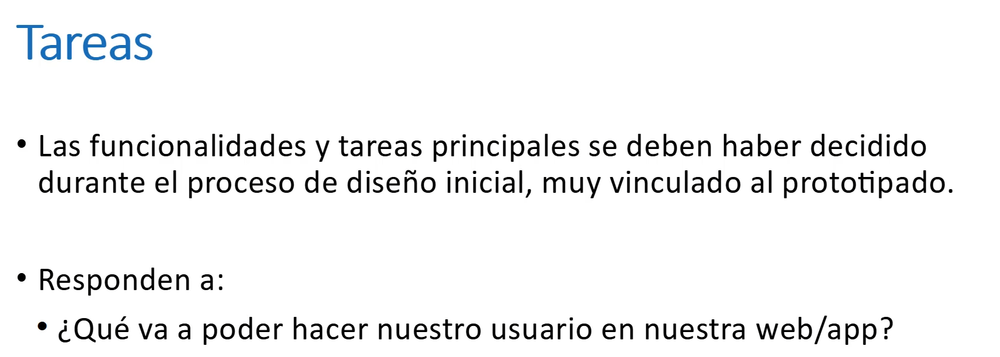 Tareas
• Las funcionalidades y tareas principales se deben haber decidido
durante el proceso de diseño inicial, muy vinculado al prototipado.
• Responden a:
• ¿Qué va a poder hacer nuestro usuario en nuestra web/app?